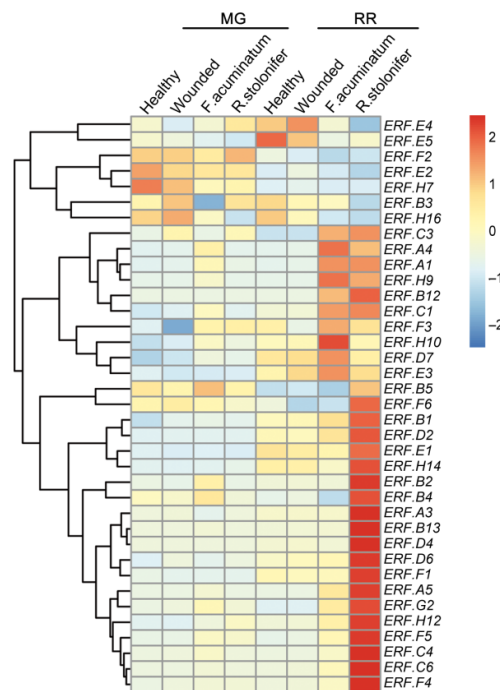 MG RR
Healthy Wounded F.acuminatum R.stolonifer Healthy Wounded F.acuminatum R.stolonifer
ERF.E4
ERF.E5
ERF.F2
ERF.E2
ERF.H7
ERF.B3
ERF.H16
ERF.C3
ERF.A4
ERF.A1
ERF.H9
ERF.B12
ERF.C1
ERF.F3
ERF.H10
ERF.D7
ERF.E3
ERF.B5
ERF.F6
ERF.B1
ERF.D2
ERF.E1
ERF.H14
ERF.B2
ERF.B4
ERF.A3
ERF.B13
ERF.D4
ERF.D6
ERF.F1
ERF.A5
ERF.G2
ERF.H12
ERF.F5
ERF.C4
ERF.C6
ERF.F4
2
1
0
−1
−2